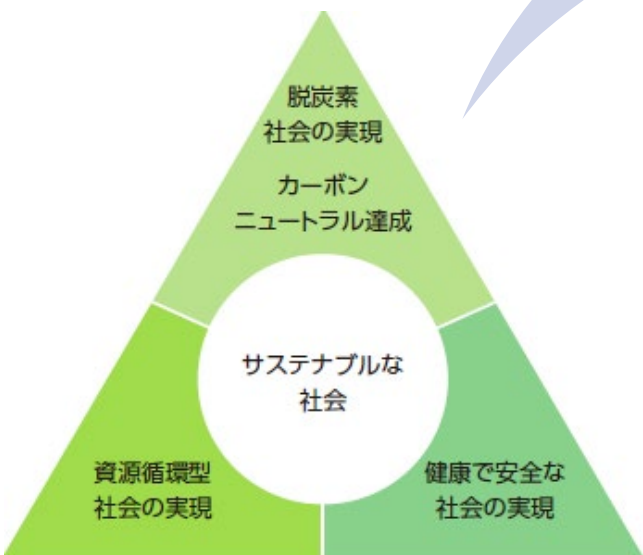 脱炭素
社会の実現
カーボン
ニュートラル達成
サステナブルな
社会
資源循環型
社会の実現
健康で安全な
社会の実現